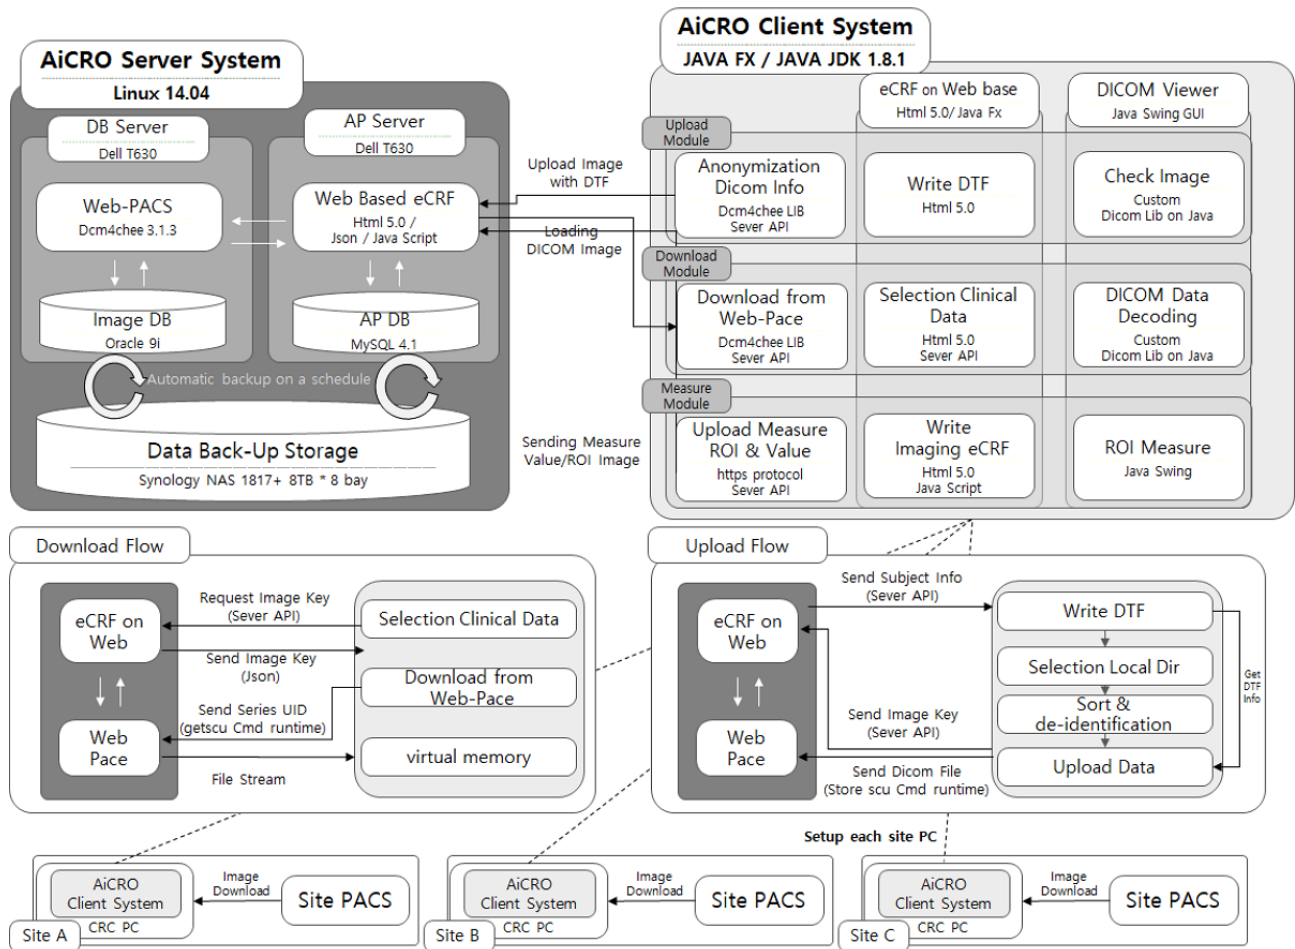 AiCRO Server System
Linux 14.04
DB Server
Dell T630
AP Server
Dell T630
Web-PACS
Dcm4chee 3.1.3
Web Based eCRF
Html 5.0 /
Json / Java Script
Image DB
Oracle 9i
AP DB
MySQL 4.1
Automatic backup on a schedule
Data Back-Up Storage
Synology NAS 1817+ 8TB * 8 bay
Upload Image
with DTF
Loading
DICOM Image
Sending Measure
Value/ROI Image
AiCRO Client System
JAVA FX / JAVA JDK 1.8.1
eCRF on Web base
Html 5.0/ Java Fx
DICOM Viewer
Java Swing GUI
Upload
Module
Anonymization
Dicom Info
Dcm4chee LIB
Sever API
Write DTF
Html 5.0
Check Image
Custom
Dicom Lib on Java
Download
Module
Download from
Web-Pace
Dcm4chee LIB
Sever API
Selection Clinical
Data
Html 5.0
Sever API
DICOM Data
Decoding
Custom
Dicom Lib on Java
Measure
Module
Upload Measure
ROI & Value
https protocol
Sever API
Write
Imaging eCRF
Html 5.0
Java Script
ROI Measure
Java Swing
Download Flow
eCRF on
Web
Web
Pace
Request Image Key
(Sever API)
Send Image Key
(Json)
Send Series UID
(getscu Cmd runtime)
File Stream
Selection Clinical Data
Download from
Web-Pace
virtual memory
Upload Flow
eCRF on
Web
Web
Pace
Send Subject Info
(Sever API)
Send Image Key
(Sever API)
Send Dicom File
(Store scu Cmd runtime)
Write DTF
Selection Local Dir
Sort &
de-identification
Upload Data
Get
DTF
Info
Setup each site PC
AiCRO
Client System
CRC PC
Image
Download
Site PACS
Site A
AiCRO
Client System
CRC PC
Image
Download
Site PACS
Site B
AiCRO
Client System
CRC PC
Image
Download
Site PACS
Site C